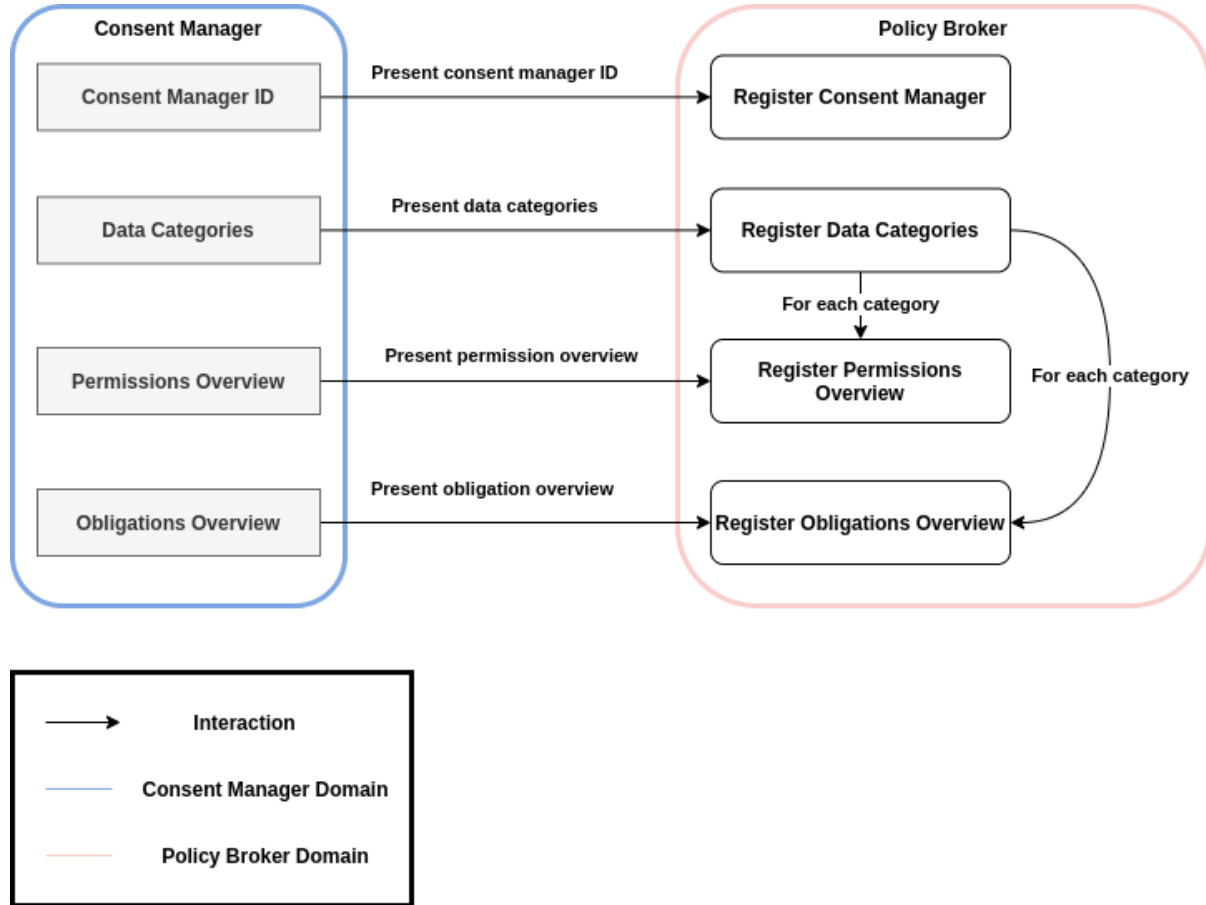 Consent Manager
Policy Broker
Consent Manager ID
Present consent manager ID
Register Consent Manager
Data Categories
Present data categories
Register Data Categories
For each category
Permissions Overview
Present permission overview
Register Permissions
Overview
For each category
Obligations Overview
Present obligation overview
Register Obligations Overview
Interaction
Consent Manager Domain
Policy Broker Domain